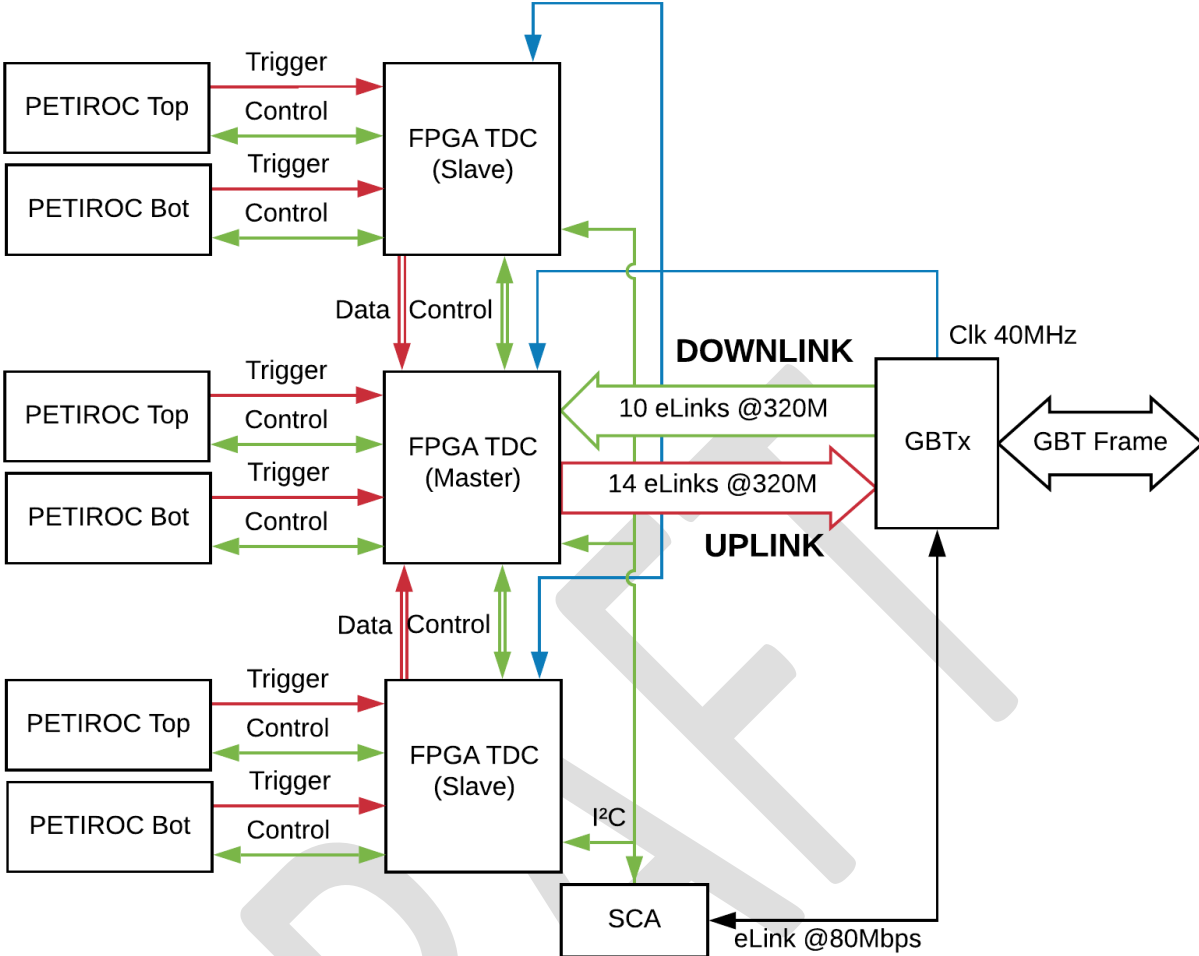 Trigger
PETIROC Top
Control
FPGA TDC
(Slave)
Trigger
PETIROC Bot
Control
Data
Control
Clk 40MHz
DOWNLINK
Trigger
PETIROC Top
Control
10 eLinks @320M
FPGA TDC
(Master)
GBTx
GBT Frame
Trigger
14 eLinks @320M
PETIROC Bot
Control
UPLINK
Data
Control
Trigger
PETIROC Top
Control
FPGA TDC
(Slave)
Trigger
PETIROC Bot
Control
I²C
SCA
eLink @80Mbps
DRAFT